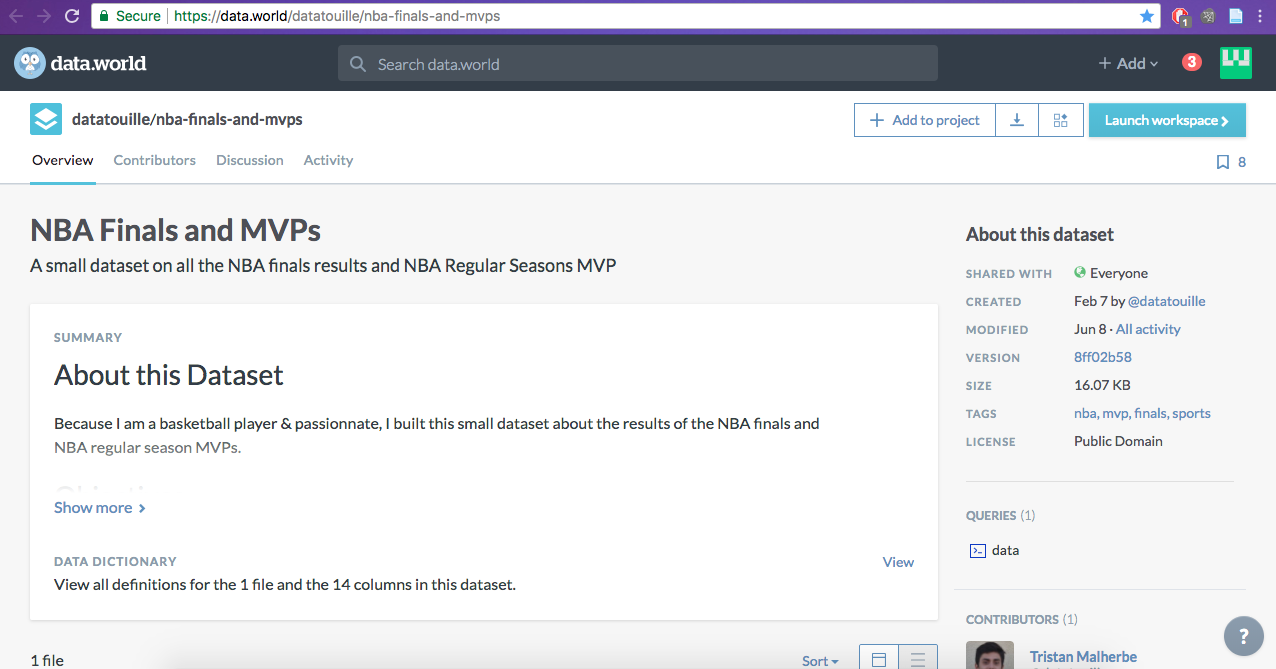 Secure https://data.world/datatouille/nba-finals-and-mvps
1
data.world
Search data.world
+ Add
3
datatouille/nba-finals-and-mvps
+ Add to project
Launch workspace
Overview Contributors Discussion Activity
8
NBA Finals and MVPs
A small dataset on all the NBA finals results and NBA Regular Seasons MVP
SUMMARY
About this Dataset
Because I am a basketball player & passionnate, I built this small dataset about the results of the NBA finals and
NBA regular season MVPs.
Show more
DATA DICTIONARY
View
View all definitions for the 1 file and the 14 columns in this dataset.
1 file
Sort
About this dataset
SHARED WITH Everyone
CREATED Feb 7 by @datatouille
MODIFIED Jun 8 · All activity
VERSION 8ff02b58
SIZE 16.07 KB
TAGS nba, mvp, finals, sports
LICENSE Public Domain
QUERIES (1)
data
CONTRIBUTORS (1)
Tristan Malherbe
?